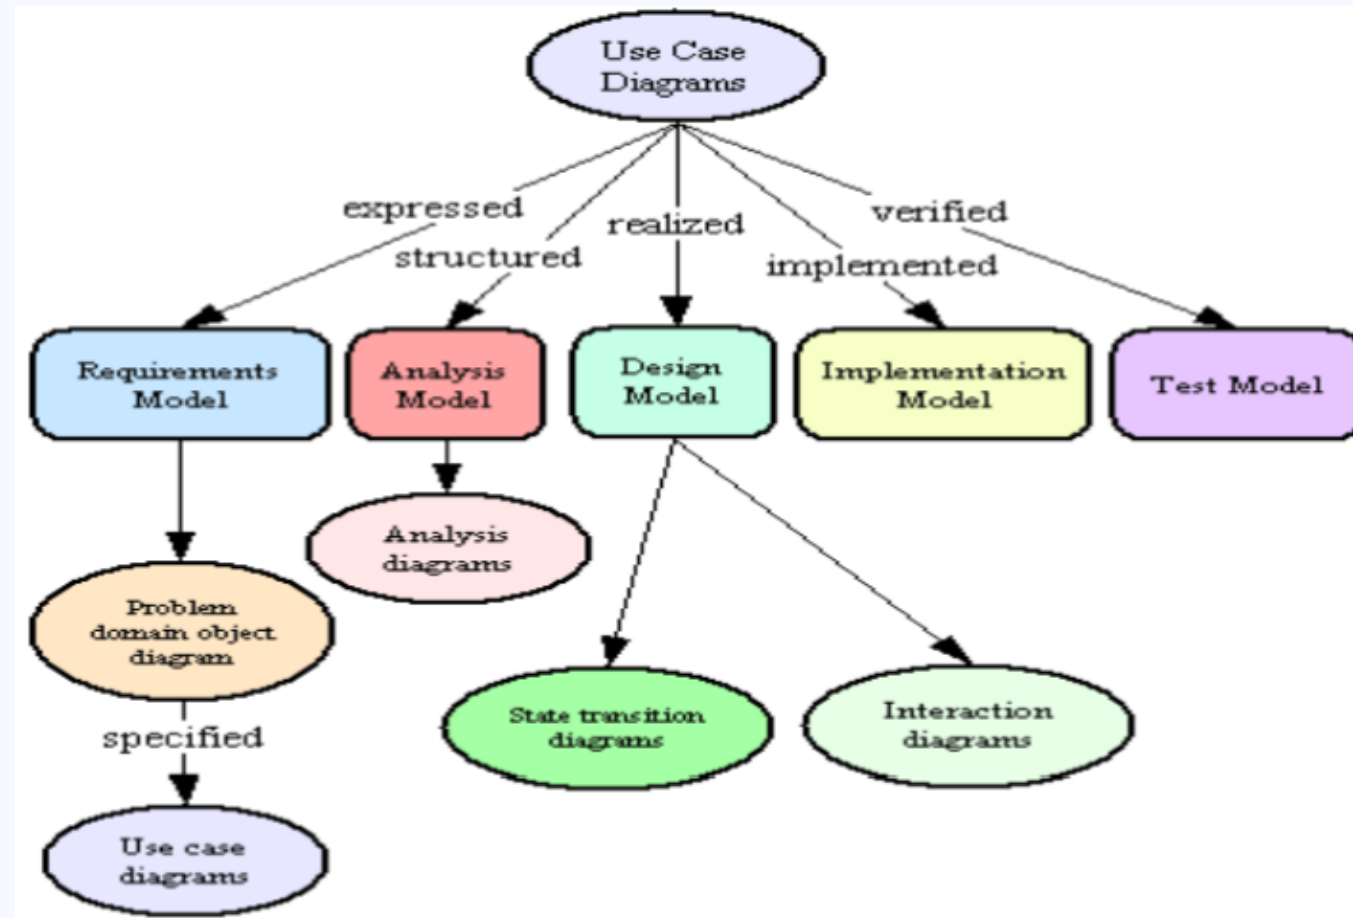 Use Case
Diagrams
expressed
structured
realized
implemented
verified
Requirements
Model
Analysis
Model
Design
Model
Implementation
Model
Test Model
Analysis
diagrams
Problem
domain object
diagram
specified
State transition
diagrams
Interaction
diagrams
Use case
diagrams